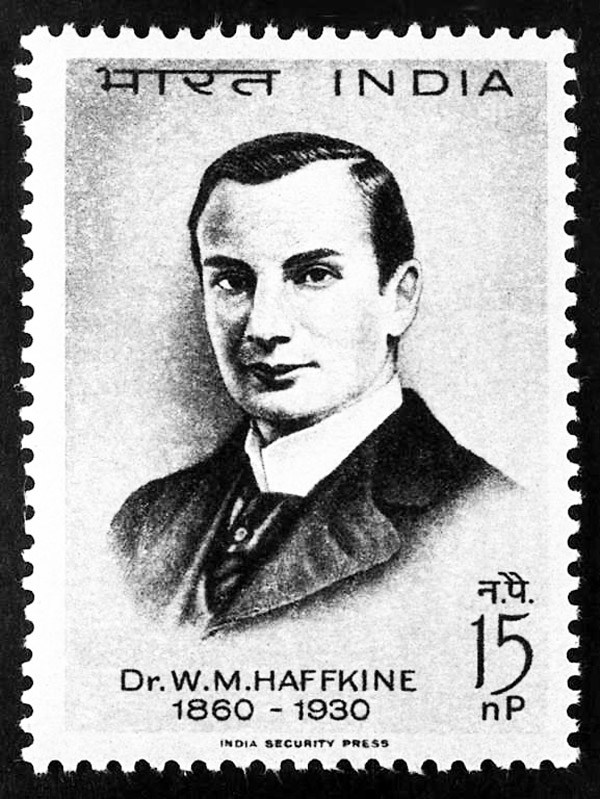 भारत INDIA
न.पै.
15
nP
Dr.W.M.HAFFKINE
1860 - 1930
INDIA SECURITY PRESS